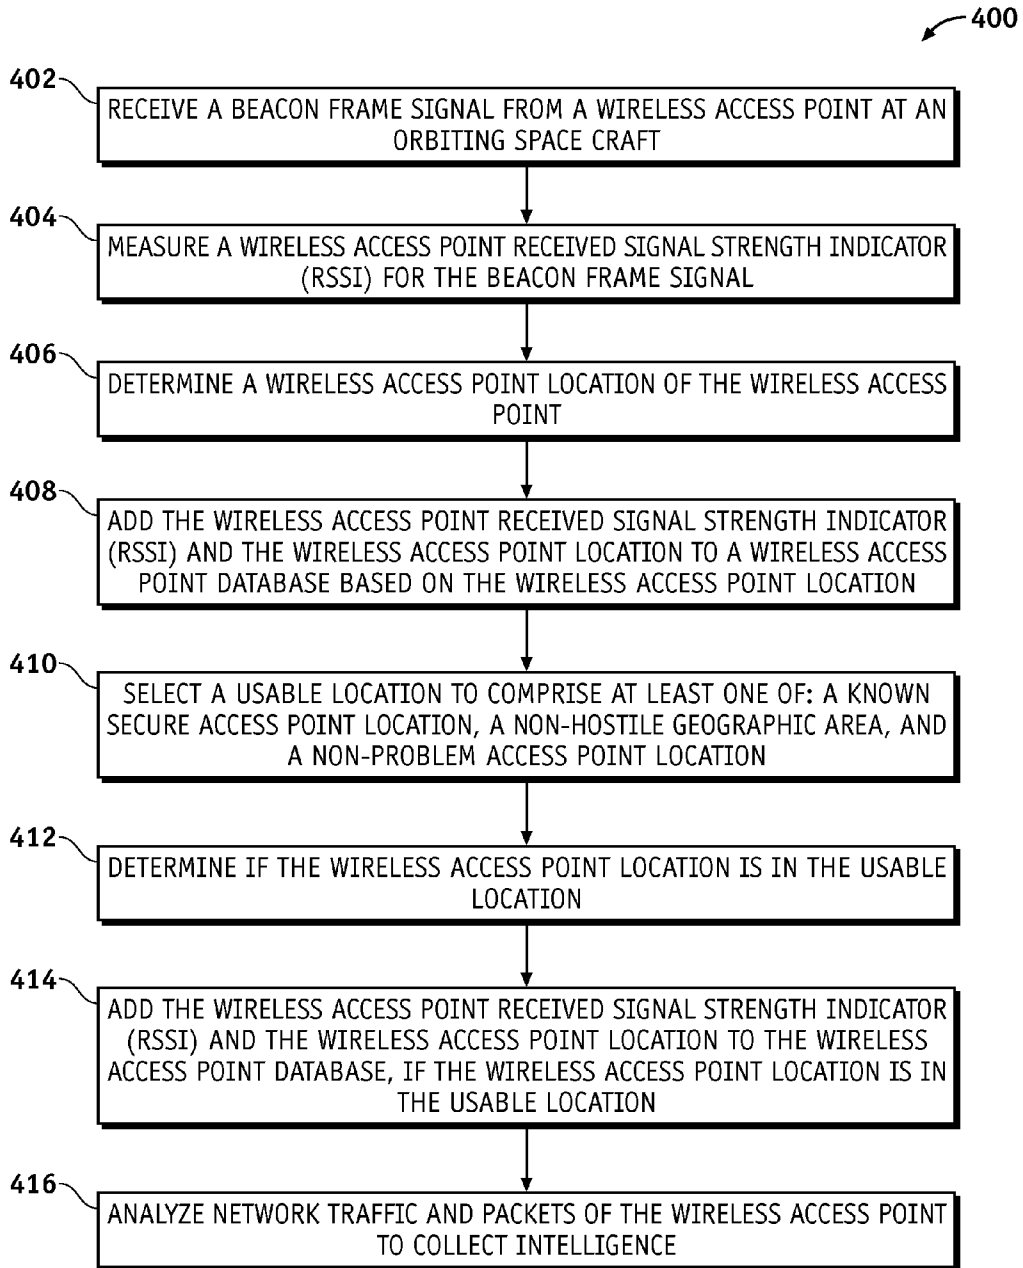 400
402
RECEIVE A BEACON FRAME SIGNAL FROM A WIRELESS ACCESS POINT AT AN
ORBITING SPACE CRAFT
404
MEASURE A WIRELESS ACCESS POINT RECEIVED SIGNAL STRENGTH INDICATOR
(RSSI) FOR THE BEACON FRAME SIGNAL
406
DETERMINE A WIRELESS ACCESS POINT LOCATION OF THE WIRELESS ACCESS
POINT
408
ADD THE WIRELESS ACCESS POINT RECEIVED SIGNAL STRENGTH INDICATOR
(RSSI) AND THE WIRELESS ACCESS POINT LOCATION TO A WIRELESS ACCESS
POINT DATABASE BASED ON THE WIRELESS ACCESS POINT LOCATION
410
SELECT A USABLE LOCATION TO COMPRISE AT LEAST ONE OF: A KNOWN
SECURE ACCESS POINT LOCATION, A NON-HOSTILE GEOGRAPHIC AREA, AND
A NON-PROBLEM ACCESS POINT LOCATION
412
DETERMINE IF THE WIRELESS ACCESS POINT LOCATION IS IN THE USABLE
LOCATION
414
ADD THE WIRELESS ACCESS POINT RECEIVED SIGNAL STRENGTH INDICATOR
(RSSI) AND THE WIRELESS ACCESS POINT LOCATION TO THE WIRELESS
ACCESS POINT DATABASE, IF THE WIRELESS ACCESS POINT LOCATION IS IN
THE USABLE LOCATION
416
ANALYZE NETWORK TRAFFIC AND PACKETS OF THE WIRELESS ACCESS POINT
TO COLLECT INTELLIGENCE